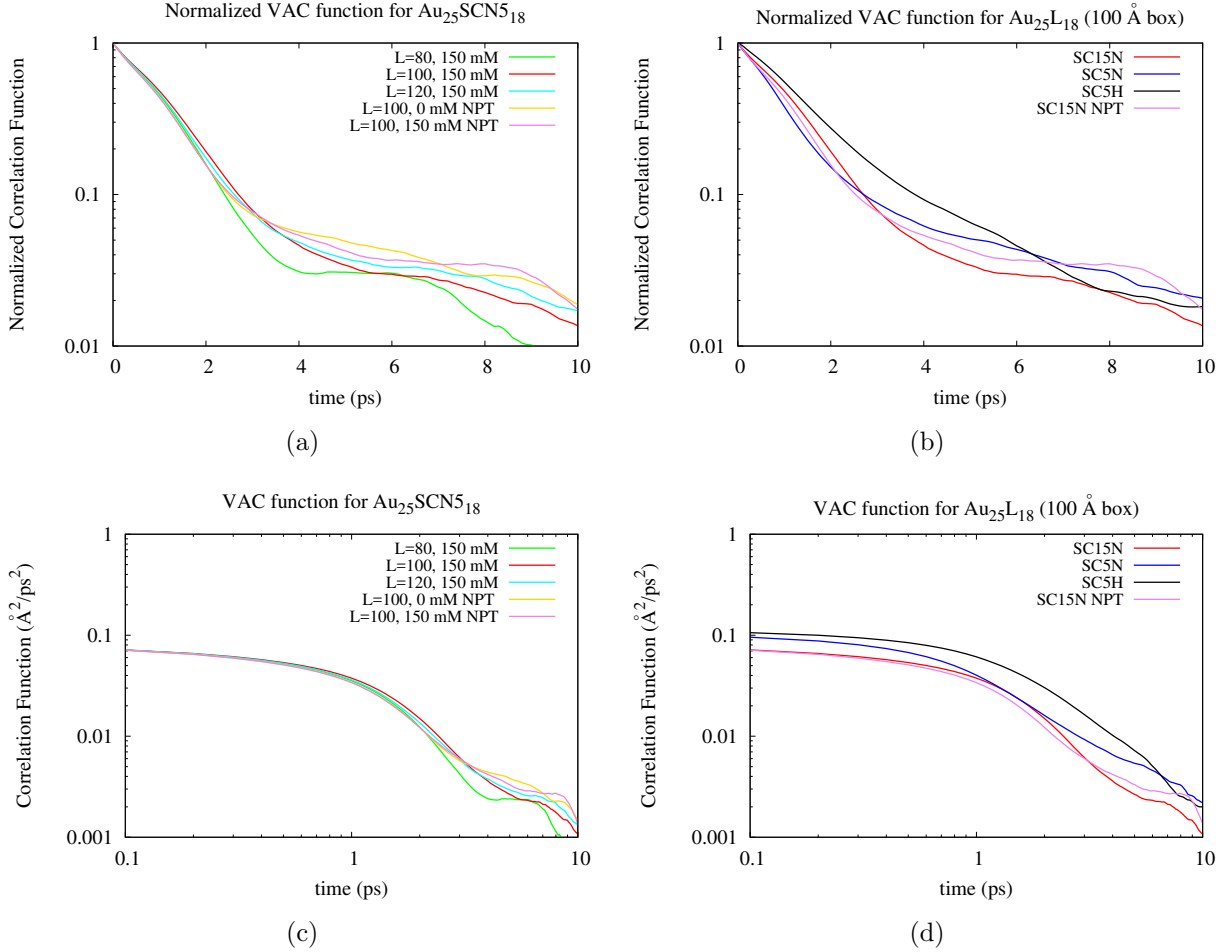 Normalized VAC function for Au25SCN518
Normalized Correlation Function
1
0.1
0.01
L=80, 150 mM
L=100, 150 mM
L=120, 150 mM
L=100, 0 mM NPT
L=100, 150 mM NPT
0 2 4 6 8 10
time (ps)
(a)
Normalized VAC function for Au25L18 (100 Å box)
Normalized Correlation Function
1
0.1
0.01
SC15N
SC5N
SC5H
SC15N NPT
0 2 4 6 8 10
time (ps)
(b)
VAC function for Au25SCN518
Correlation Function (Å2/ps2)
1
0.1
0.01
0.001
L=80, 150 mM
L=100, 150 mM
L=120, 150 mM
L=100, 0 mM NPT
L=100, 150 mM NPT
0.1 1 10
time (ps)
(c)
VAC function for Au25L18 (100 Å box)
Correlation Function (Å2/ps2)
1
0.1
0.01
0.001
SC15N
SC5N
SC5H
SC15N NPT
0.1 1 10
time (ps)
(d)